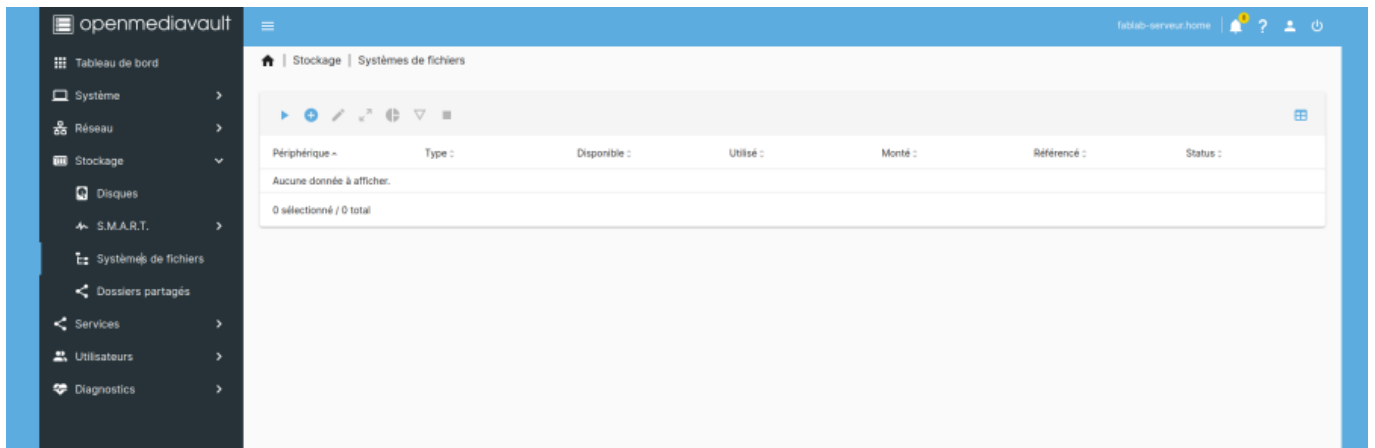 openmediavault
fablab-serveur.home
Tableau de bord
Système
Réseau
Stockage
Disques
S.M.A.R.T.
Systèmes de fichiers
Dossiers partagés
Services
Utilisateurs
Diagnostics
| Stockage | Systèmes de fichiers
Périphérique Type Disponible Utilisé Monté Référencé Status
Aucune donnée à afficher.
0 sélectionné / 0 total